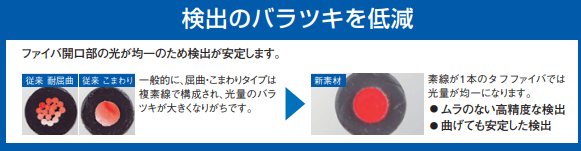 検出のバラツキを低減
ファイバ開口部の光が均一のため検出が安定します。
従来 耐屈曲
従来 こまわり
一般的に、屈曲・こまわりタイプは
複素線で構成され、光量のバラ
ツキが大きくなりがちです。
新素材
素線が1本のタフファイバでは
光量が均一になります。
● ムラのない高精度な検出
● 曲げても安定した検出